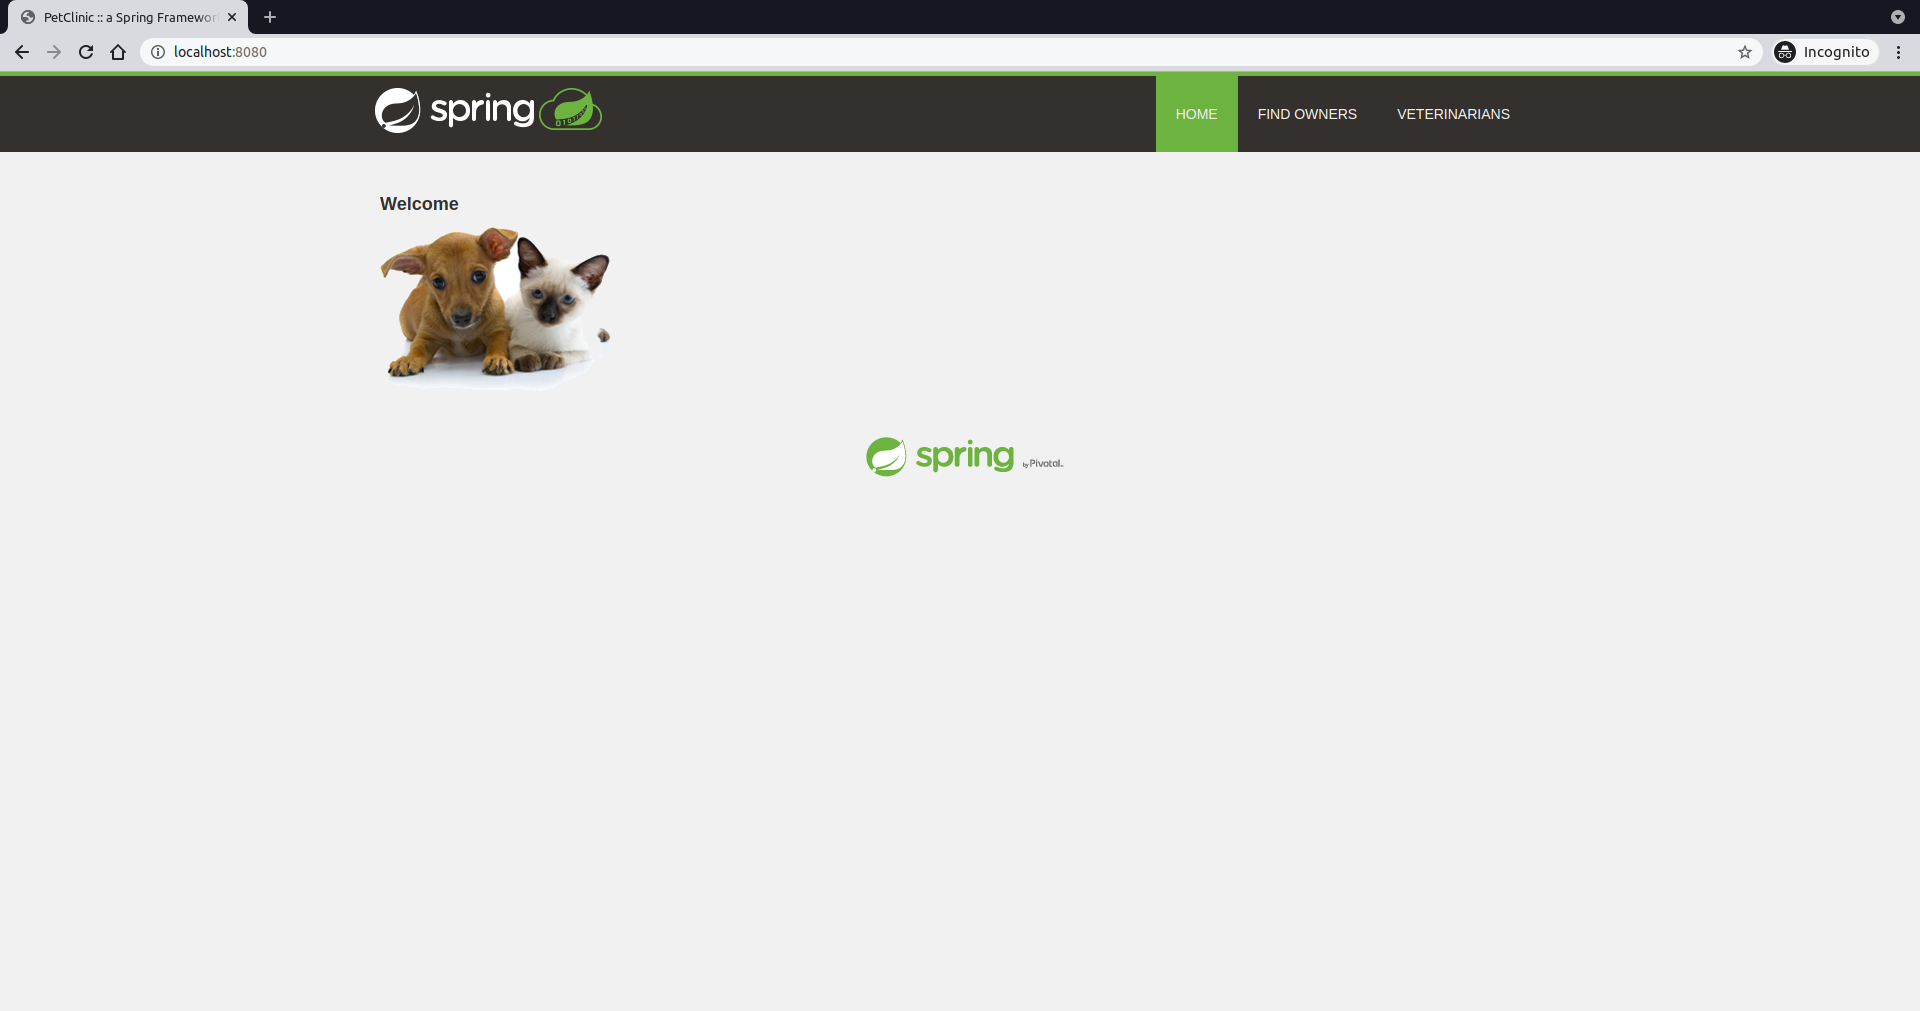 PetClinic :: a Spring Framewor
localhost:8080
Incognito
spring
HOME
FIND OWNERS
VETERINARIANS
Welcome
spring by Pivotal.